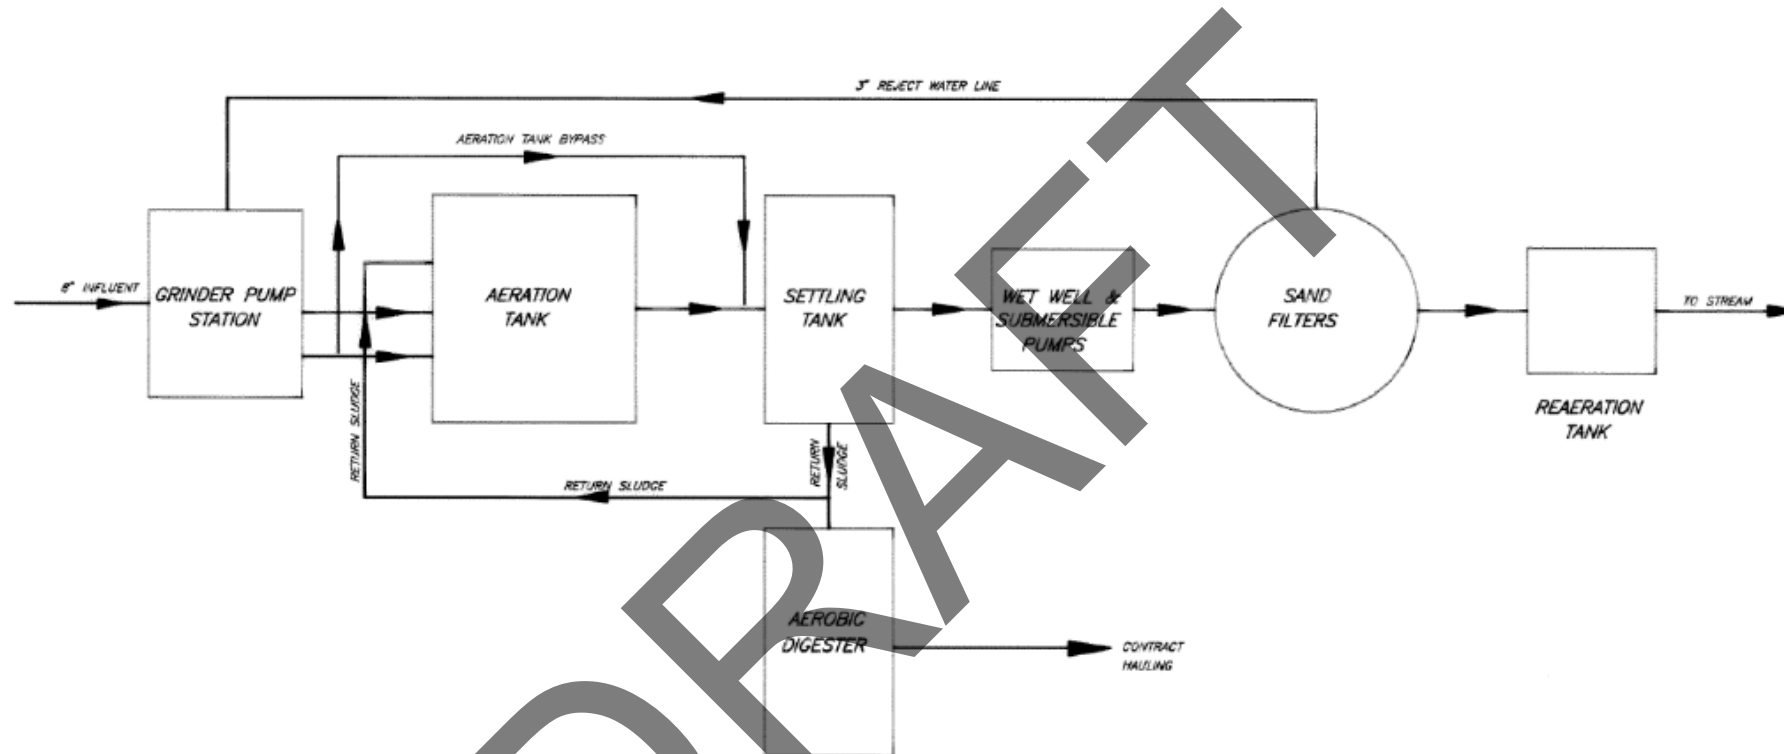 3" REJECT WATER LINE
AERATION TANK BYPASS
8" INFLUENT
GRINDER PUMP
STATION
AERATION
TANK
SETTLING
TANK
WET WELL &
SUBMERSIBLE
PUMPS
SAND
FILTERS
TO STREAM
REAERATION
TANK
RETURN SLUDGE
RETURN SLUDGE
RETURN
SLUDGE
AEROBIC
DIGESTER
CONTRACT
HAULING
DRAFT